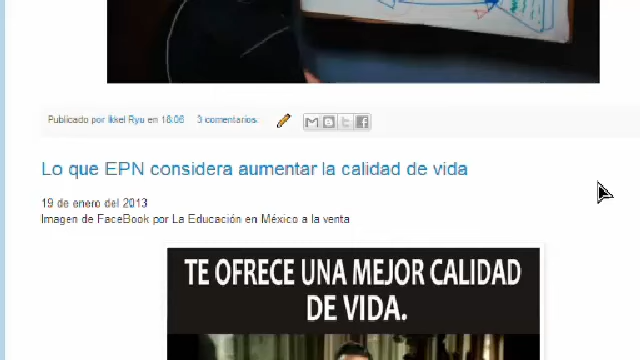 Publicado por Ikkel Ryu en 16:06 3 comentarios:
Lo que EPN considera aumentar la calidad de vida
19 de enero del 2013
Imagen de FaceBook por La Educación en México a la venta
TE OFRECE UNA MEJOR CALIDAD
DE VIDA.